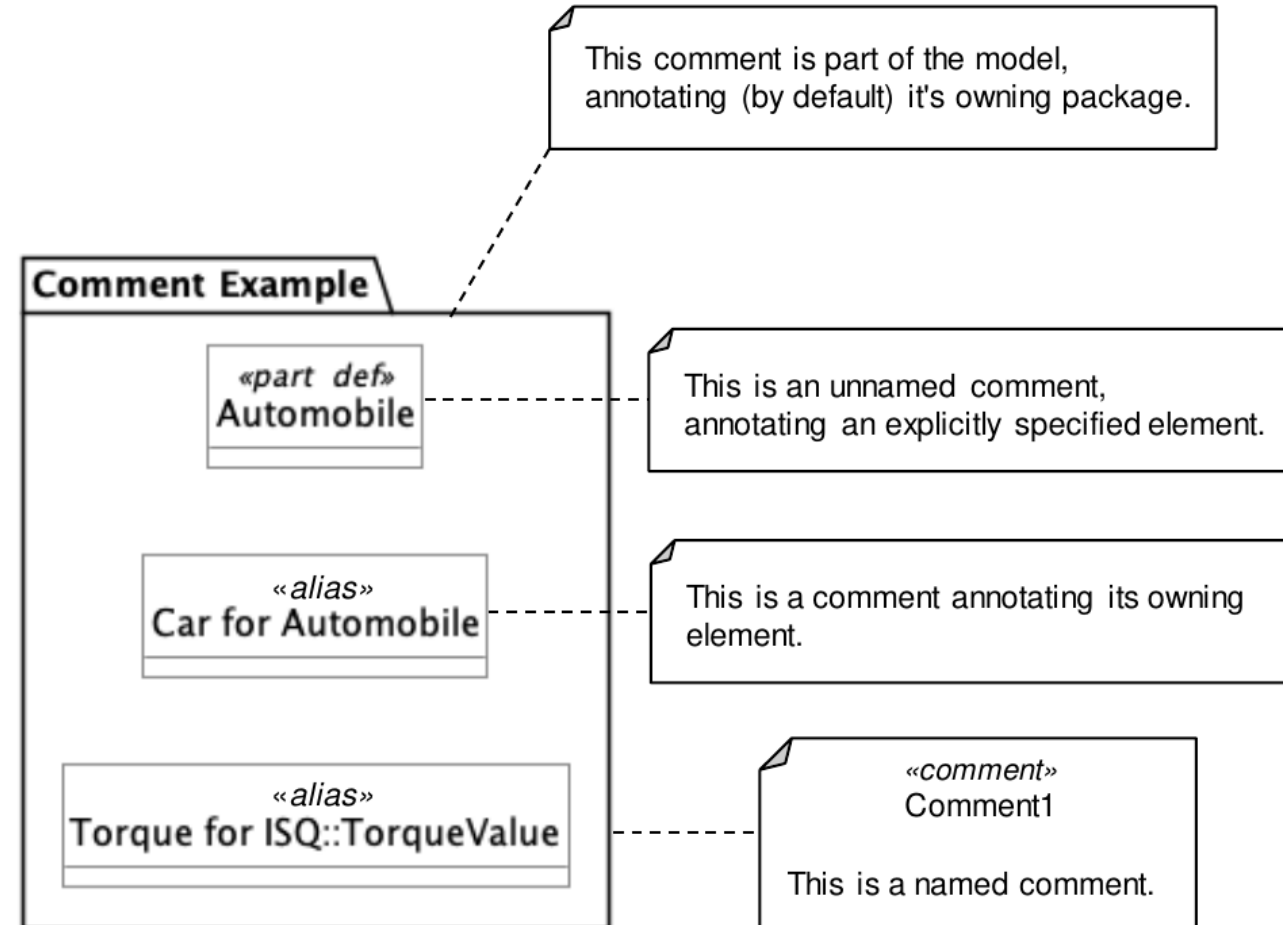 This comment is part of the model,
annotating (by default) it's owning package.
Comment Example
«part def»
Automobile
This is an unnamed comment,
annotating an explicitly specified element.
«alias»
Car for Automobile
This is a comment annotating its owning
element.
«alias»
Torque for ISQ::TorqueValue
«comment»
Comment1
This is a named comment.